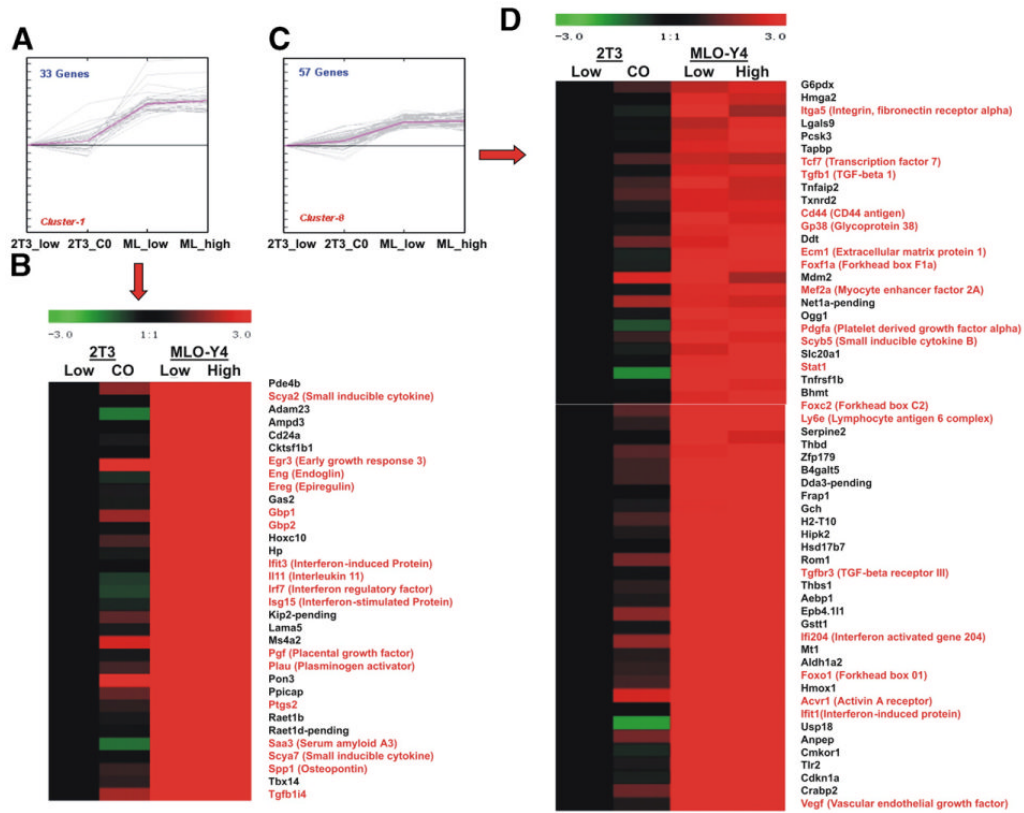 A
33 Genes
Cluster-1
2T3_low 2T3_C0 ML_low ML_high
C
57 Genes
Cluster-8
2T3_low 2T3_C0 ML_low ML_high
B
-3.0 1:1 3.0
2T3 MLO-Y4
Low CO Low High
Pde4b
Scya2 (Small inducible cytokine)
Adam23
Ampd3
Cd24a
Cktsf1b1
Egr3 (Early growth response 3)
Eng (Endoglin)
Ereg (Epiregulin)
Gas2
Gbp1
Gbp2
Hoxc10
Hp
Ifit3 (Interferon-induced Protein)
Il11 (Interleukin 11)
Irf7 (Interferon regulatory factor)
Isg15 (Interferon-stimulated Protein)
Kip2-pending
Lama5
Ms4a2
Pgf (Placental growth factor)
Plau (Plasminogen activator)
Pon3
Ppicap
Ptgs2
Raet1b
Raet1d-pending
Saa3 (Serum amyloid A3)
Scya7 (Small inducible cytokine)
Spp1 (Osteopontin)
Tbx14
Tgfb1i4
D
-3.0 1:1 3.0
2T3 MLO-Y4
Low CO Low High
G6pdx
Hmga2
Itga5 (Integrin, fibronectin receptor alpha)
Lgals9
Pcsk3
Tapbp
Tcf7 (Transcription factor 7)
Tgfb1 (TGF-beta 1)
Tnfaip2
Txnrd2
Cd44 (CD44 antigen)
Gp38 (Glycoprotein 38)
Ddt
Ecm1 (Extracellular matrix protein 1)
Foxf1a (Forkhead box F1a)
Mdm2
Mef2a (Myocyte enhancer factor 2A)
Net1a-pending
Ogg1
Pdgfa (Platelet derived growth factor alpha)
Scyb5 (Small inducible cytokine B)
Slc20a1
Stat1
Tnfrsf1b
Bhmt
Foxc2 (Forkhead box C2)
Ly6e (Lymphocyte antigen 6 complex)
Serpine2
Thbd
Zfp179
B4galt5
Dda3-pending
Frap1
Gch
H2-T10
Hipk2
Hsd17b7
Rom1
Tgfbr3 (TGF-beta receptor III)
Thbs1
Aebp1
Epb4.1l1
Gstt1
Ifi204 (Interferon activated gene 204)
Mt1
Aldh1a2
Foxo1 (Forkhead box 01)
Hmox1
Acvr1 (Activin A receptor)
Ifit1(Interferon-induced protein)
Usp18
Anpep
Cmkor1
Tlr2
Cdkn1a
Crabp2
Vegf (Vascular endothelial growth factor)